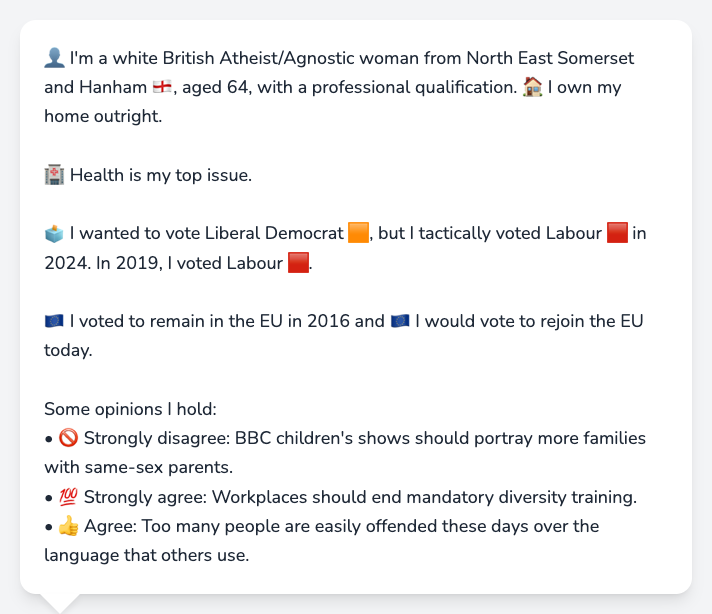 👤 I'm a white British Atheist/Agnostic woman from North East Somerset
and Hanham 🏴󠁧󠁢󠁥󠁮󠁧󠁿, aged 64, with a professional qualification. 🏠 I own my
home outright.
🏥 Health is my top issue.
🗳️ I wanted to vote Liberal Democrat 🟧, but I tactically voted Labour 🟥 in
2024. In 2019, I voted Labour 🟥.
🇪🇺 I voted to remain in the EU in 2016 and 🇪🇺 I would vote to rejoin the EU
today.
Some opinions I hold:
• 🚫 Strongly disagree: BBC children's shows should portray more families
with same-sex parents.
• 💯 Strongly agree: Workplaces should end mandatory diversity training.
• 👍 Agree: Too many people are easily offended these days over the
language that others use.